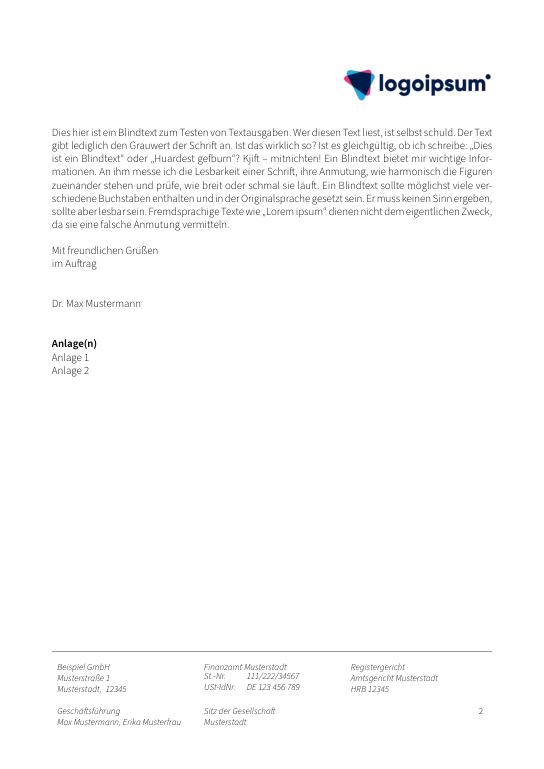 logoipsum
Dies hier ist ein Blindtext zum Testen von Textausgaben. Wer diesen Text liest, ist selbst schuld. Der Text
gibt lediglich den Grauwert der Schrift an. Ist das wirklich so? Ist es gleichgültig, ob ich schreibe: „Dies
ist ein Blindtext“ oder „Huardest gefburn“? Kjift – mitnichten! Ein Blindtext bietet mir wichtige Infor-
mationen. An ihm messe ich die Lesbarkeit einer Schrift, ihre Anmutung, wie harmonisch die Figuren
zueinander stehen und prüfe, wie breit oder schmal sie läuft. Ein Blindtext sollte möglichst viele ver-
schiedene Buchstaben enthalten und in der Originalsprache gesetzt sein. Er muss keinen Sinn ergeben,
sollte aber lesbar sein. Fremdsprachige Texte wie „Lorem ipsum“ dienen nicht dem eigentlichen Zweck,
da sie eine falsche Anmutung vermitteln.
Mit freundlichen Grüßen
im Auftrag
Dr. Max Mustermann
Anlage(n)
Anlage 1
Anlage 2
Beispiel GmbH
Musterstraße 1
Musterstadt, 12345
Geschäftsführung
Max Mustermann, Erika Musterfrau
Finanzamt Musterstadt
St.-Nr. 111/222/34567
USt-IdNr. DE 123 456 789
Sitz der Gesellschaft
Musterstadt
Registergericht
Amtsgericht Musterstadt
HRB 12345
2